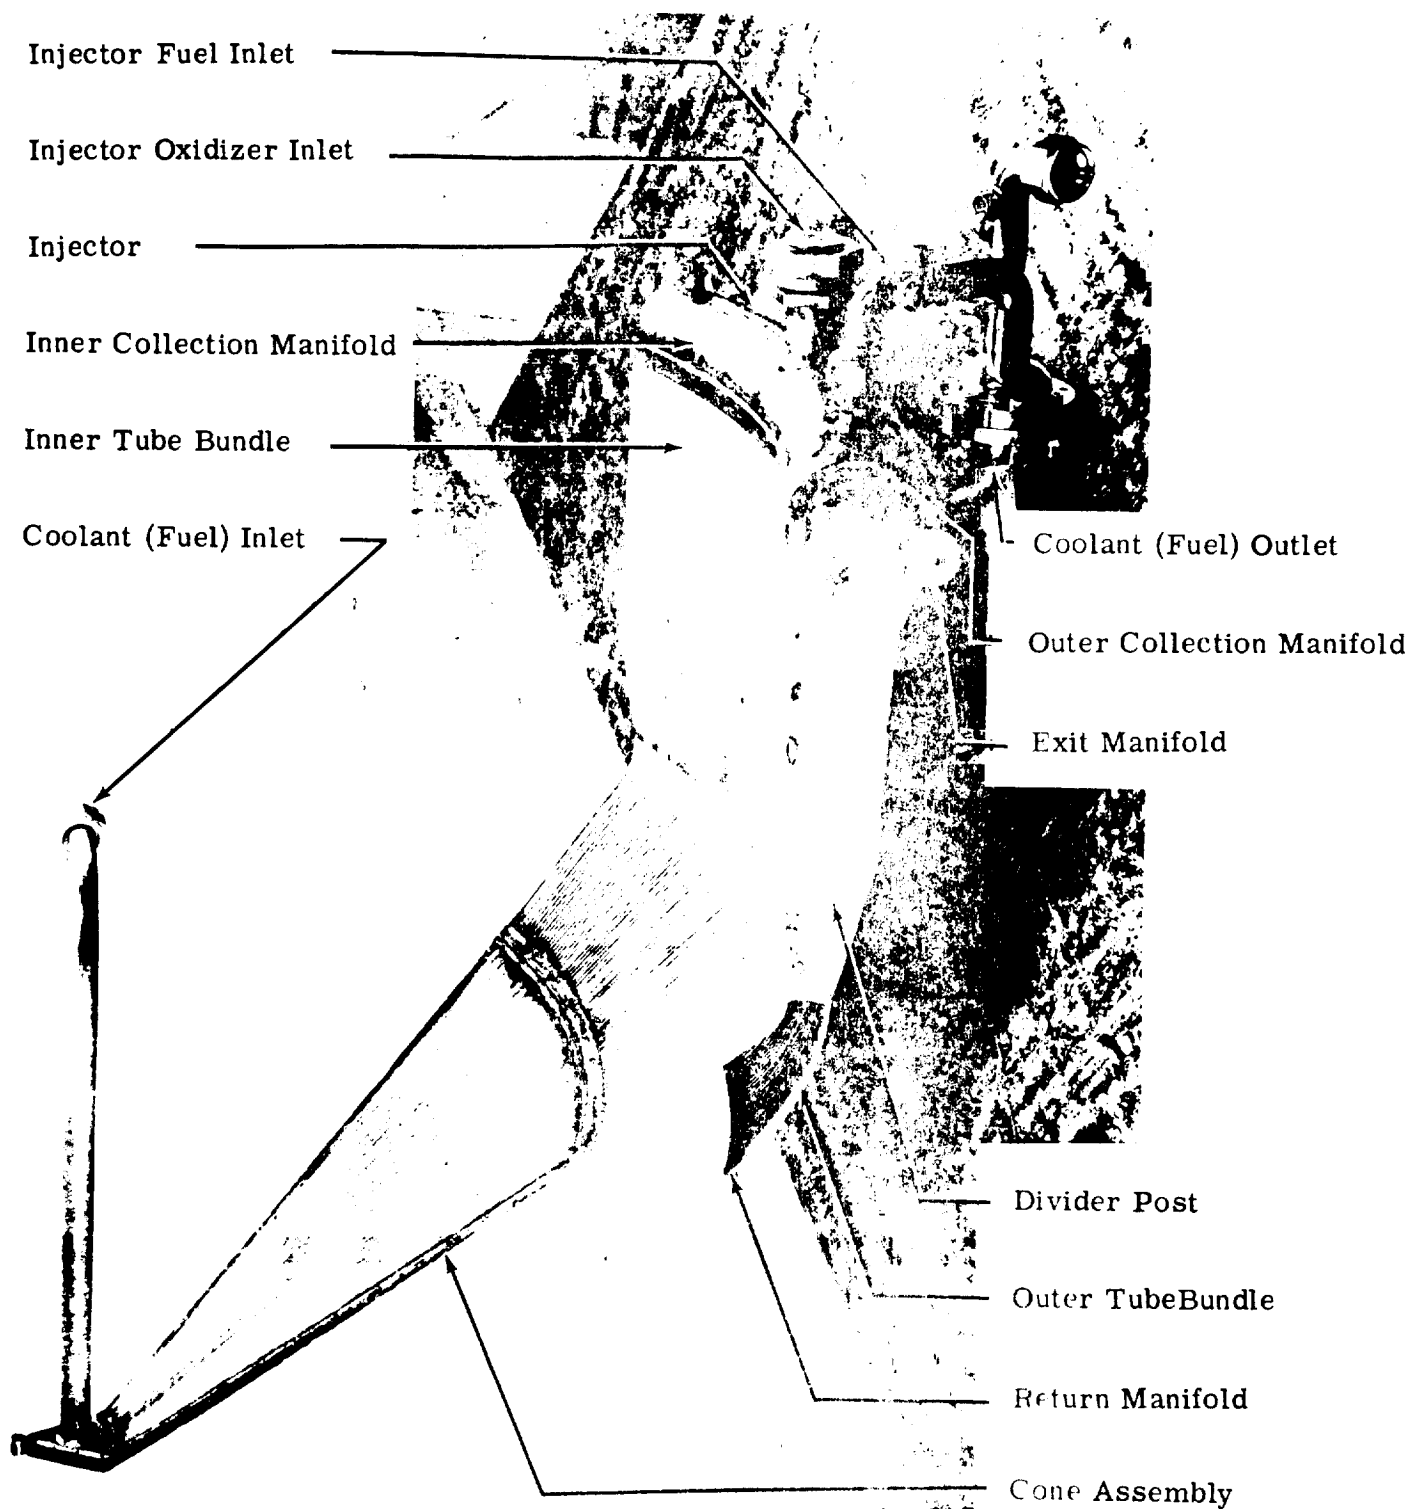 Injector Fuel Inlet
Injector Oxidizer Inlet
Injector
Inner Collection Manifold
Inner Tube Bundle
Coolant (Fuel) Inlet
Coolant (Fuel) Outlet
Outer Collection Manifold
Exit Manifold
Divider Post
Outer TubeBundle
Return Manifold
Cone Assembly